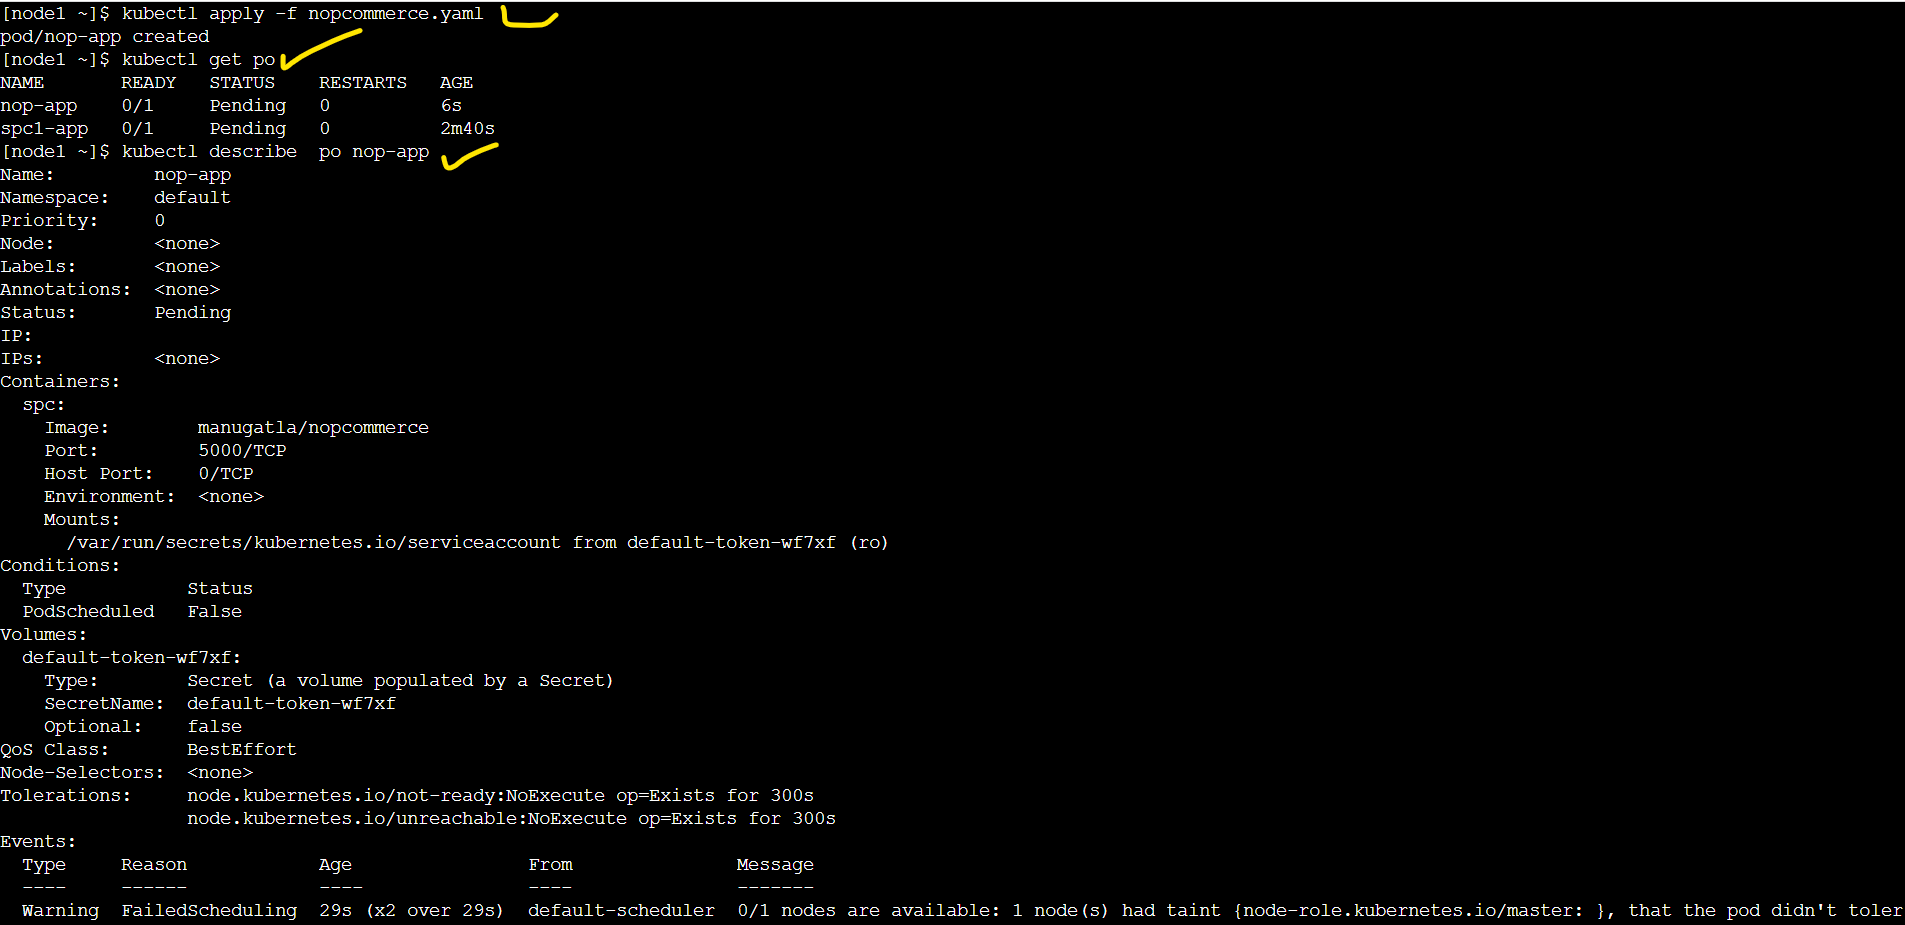 [node1 ~]$ kubectl apply -f nopcommerce.yaml
pod/nop-app created
[node1 ~]$ kubectl get po
NAME       READY   STATUS    RESTARTS   AGE
nop-app    0/1     Pending   0          6s
spc1-app   0/1     Pending   0          2m40s
[node1 ~]$ kubectl describe  po nop-app
Name:         nop-app
Namespace:    default
Priority:     0
Node:         <none>
Labels:       <none>
Annotations:  <none>
Status:       Pending
IP:
IPs:          <none>
Containers:
  spc:
    Image:        manugatla/nopcommerce
    Port:         5000/TCP
    Host Port:    0/TCP
    Environment:  <none>
    Mounts:
      /var/run/secrets/kubernetes.io/serviceaccount from default-token-wf7xf (ro)
Conditions:
  Type           Status
  PodScheduled   False
Volumes:
  default-token-wf7xf:
    Type:        Secret (a volume populated by a Secret)
    SecretName:  default-token-wf7xf
    Optional:    false
QoS Class:       BestEffort
Node-Selectors:  <none>
Tolerations:     node.kubernetes.io/not-ready:NoExecute op=Exists for 300s
                 node.kubernetes.io/unreachable:NoExecute op=Exists for 300s
Events:
  Type     Reason            Age                From               Message
  ----     ------            ----               ----               -------
  Warning  FailedScheduling  29s (x2 over 29s)  default-scheduler  0/1 nodes are available: 1 node(s) had taint {node-role.kubernetes.io/master: }, that the pod didn't toler